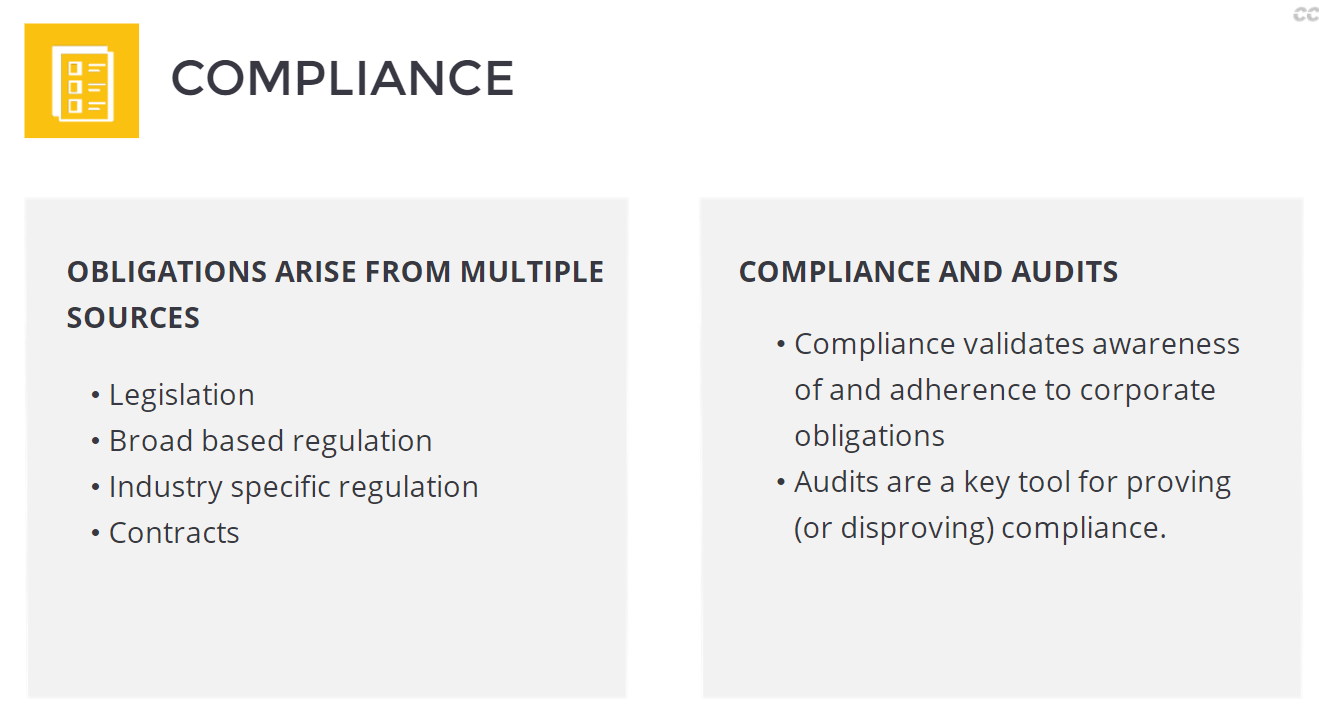 cc
COMPLIANCE
OBLIGATIONS ARISE FROM MULTIPLE
SOURCES
• Legislation
• Broad based regulation
• Industry specific regulation
• Contracts
COMPLIANCE AND AUDITS
• Compliance validates awareness
of and adherence to corporate
obligations
• Audits are a key tool for proving
(or disproving) compliance.